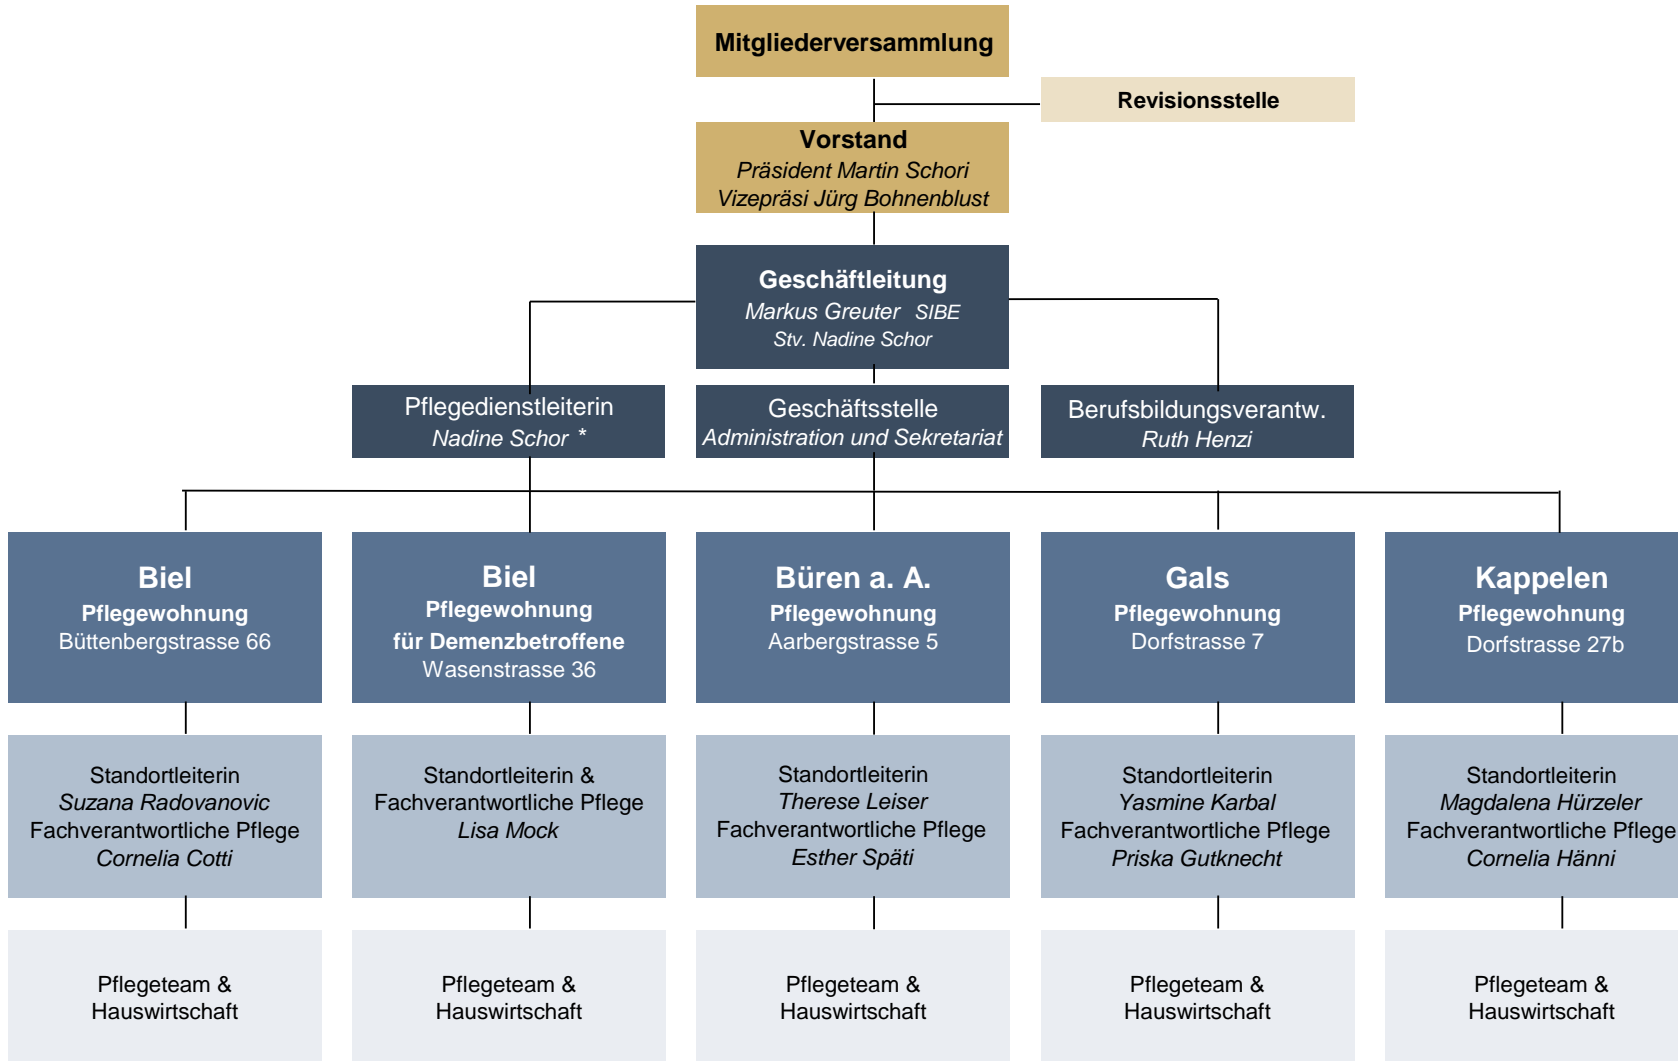 Mitgliederversammlung
Revisionsstelle
Vorstand
Präsident Martin Schori
Vizepräsi Jürg Bohnenblust
Geschäftleitung
Markus Greuter SIBE
Stv. Nadine Schor
Pflegedienstleiterin
Nadine Schor *
Geschäftsstelle
Administration und Sekretariat
Berufsbildungsverantw.
Ruth Henzi
Biel
Pflegewohnung
Büttenbergstrasse 66
Biel
Pflegewohnung
für Demenzbetroffene
Wasenstrasse 36
Büren a. A.
Pflegewohnung
Aarbergstrasse 5
Gals
Pflegewohnung
Dorfstrasse 7
Kappelen
Pflegewohnung
Dorfstrasse 27b
Standortleiterin
Suzana Radovanovic
Fachverantwortliche Pflege
Cornelia Cotti
Standortleiterin &
Fachverantwortliche Pflege
Lisa Mock
Standortleiterin
Therese Leiser
Fachverantwortliche Pflege
Esther Späti
Standortleiterin
Yasmine Karbal
Fachverantwortliche Pflege
Priska Gutknecht
Standortleiterin
Magdalena Hürzeler
Fachverantwortliche Pflege
Cornelia Hänni
Pflegeteam &
Hauswirtschaft
Pflegeteam &
Hauswirtschaft
Pflegeteam &
Hauswirtschaft
Pflegeteam &
Hauswirtschaft
Pflegeteam &
Hauswirtschaft